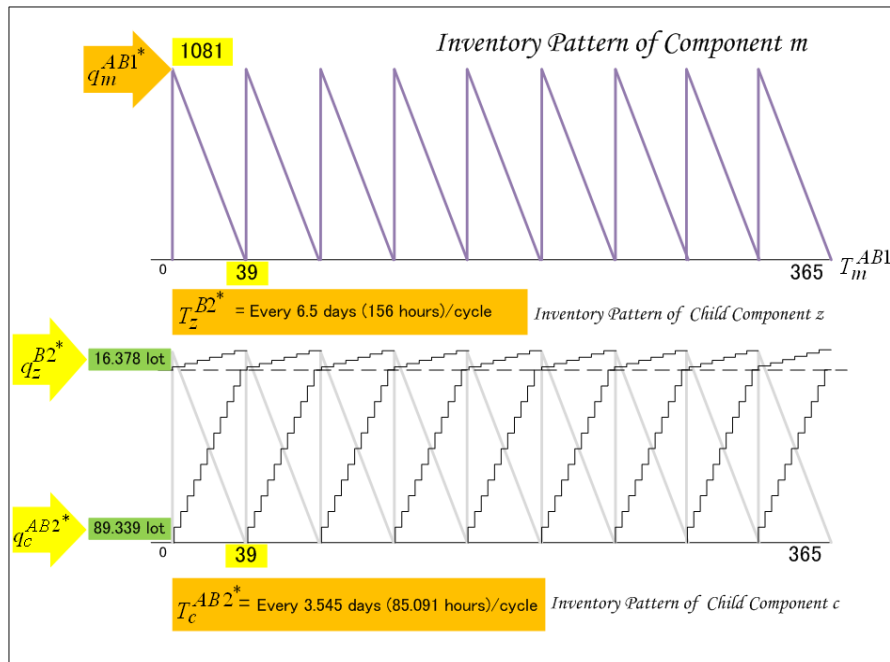 1081
Inventory Pattern of Component m
q_m^{AB1*}
0
39
365
T_m^{AB1}
T_z^{B2*} = Every 6.5 days (156 hours)/cycle
Inventory Pattern of Child Component z
q_z^{B2*}
16.378 lot
q_c^{AB2*}
89.339 lot
0
39
365
T_c^{AB2*} = Every 3.545 days (85.091 hours)/cycle
Inventory Pattern of Child Component c